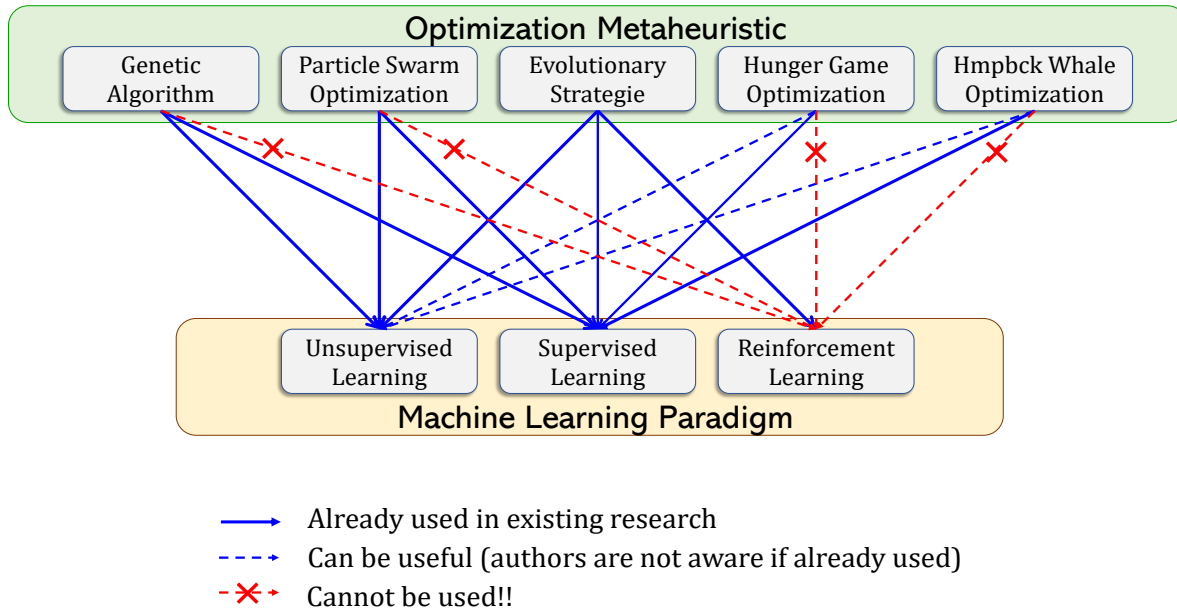 Optimization Metaheuristic
Genetic
Algorithm
Particle Swarm
Optimization
Evolutionary
Strategie
Hunger Game
Optimization
Hmpbck Whale
Optimization
Unsupervised
Learning
Supervised
Learning
Reinforcement
Learning
Machine Learning Paradigm
Already used in existing research
Can be useful (authors are not aware if already used)
Cannot be used!!